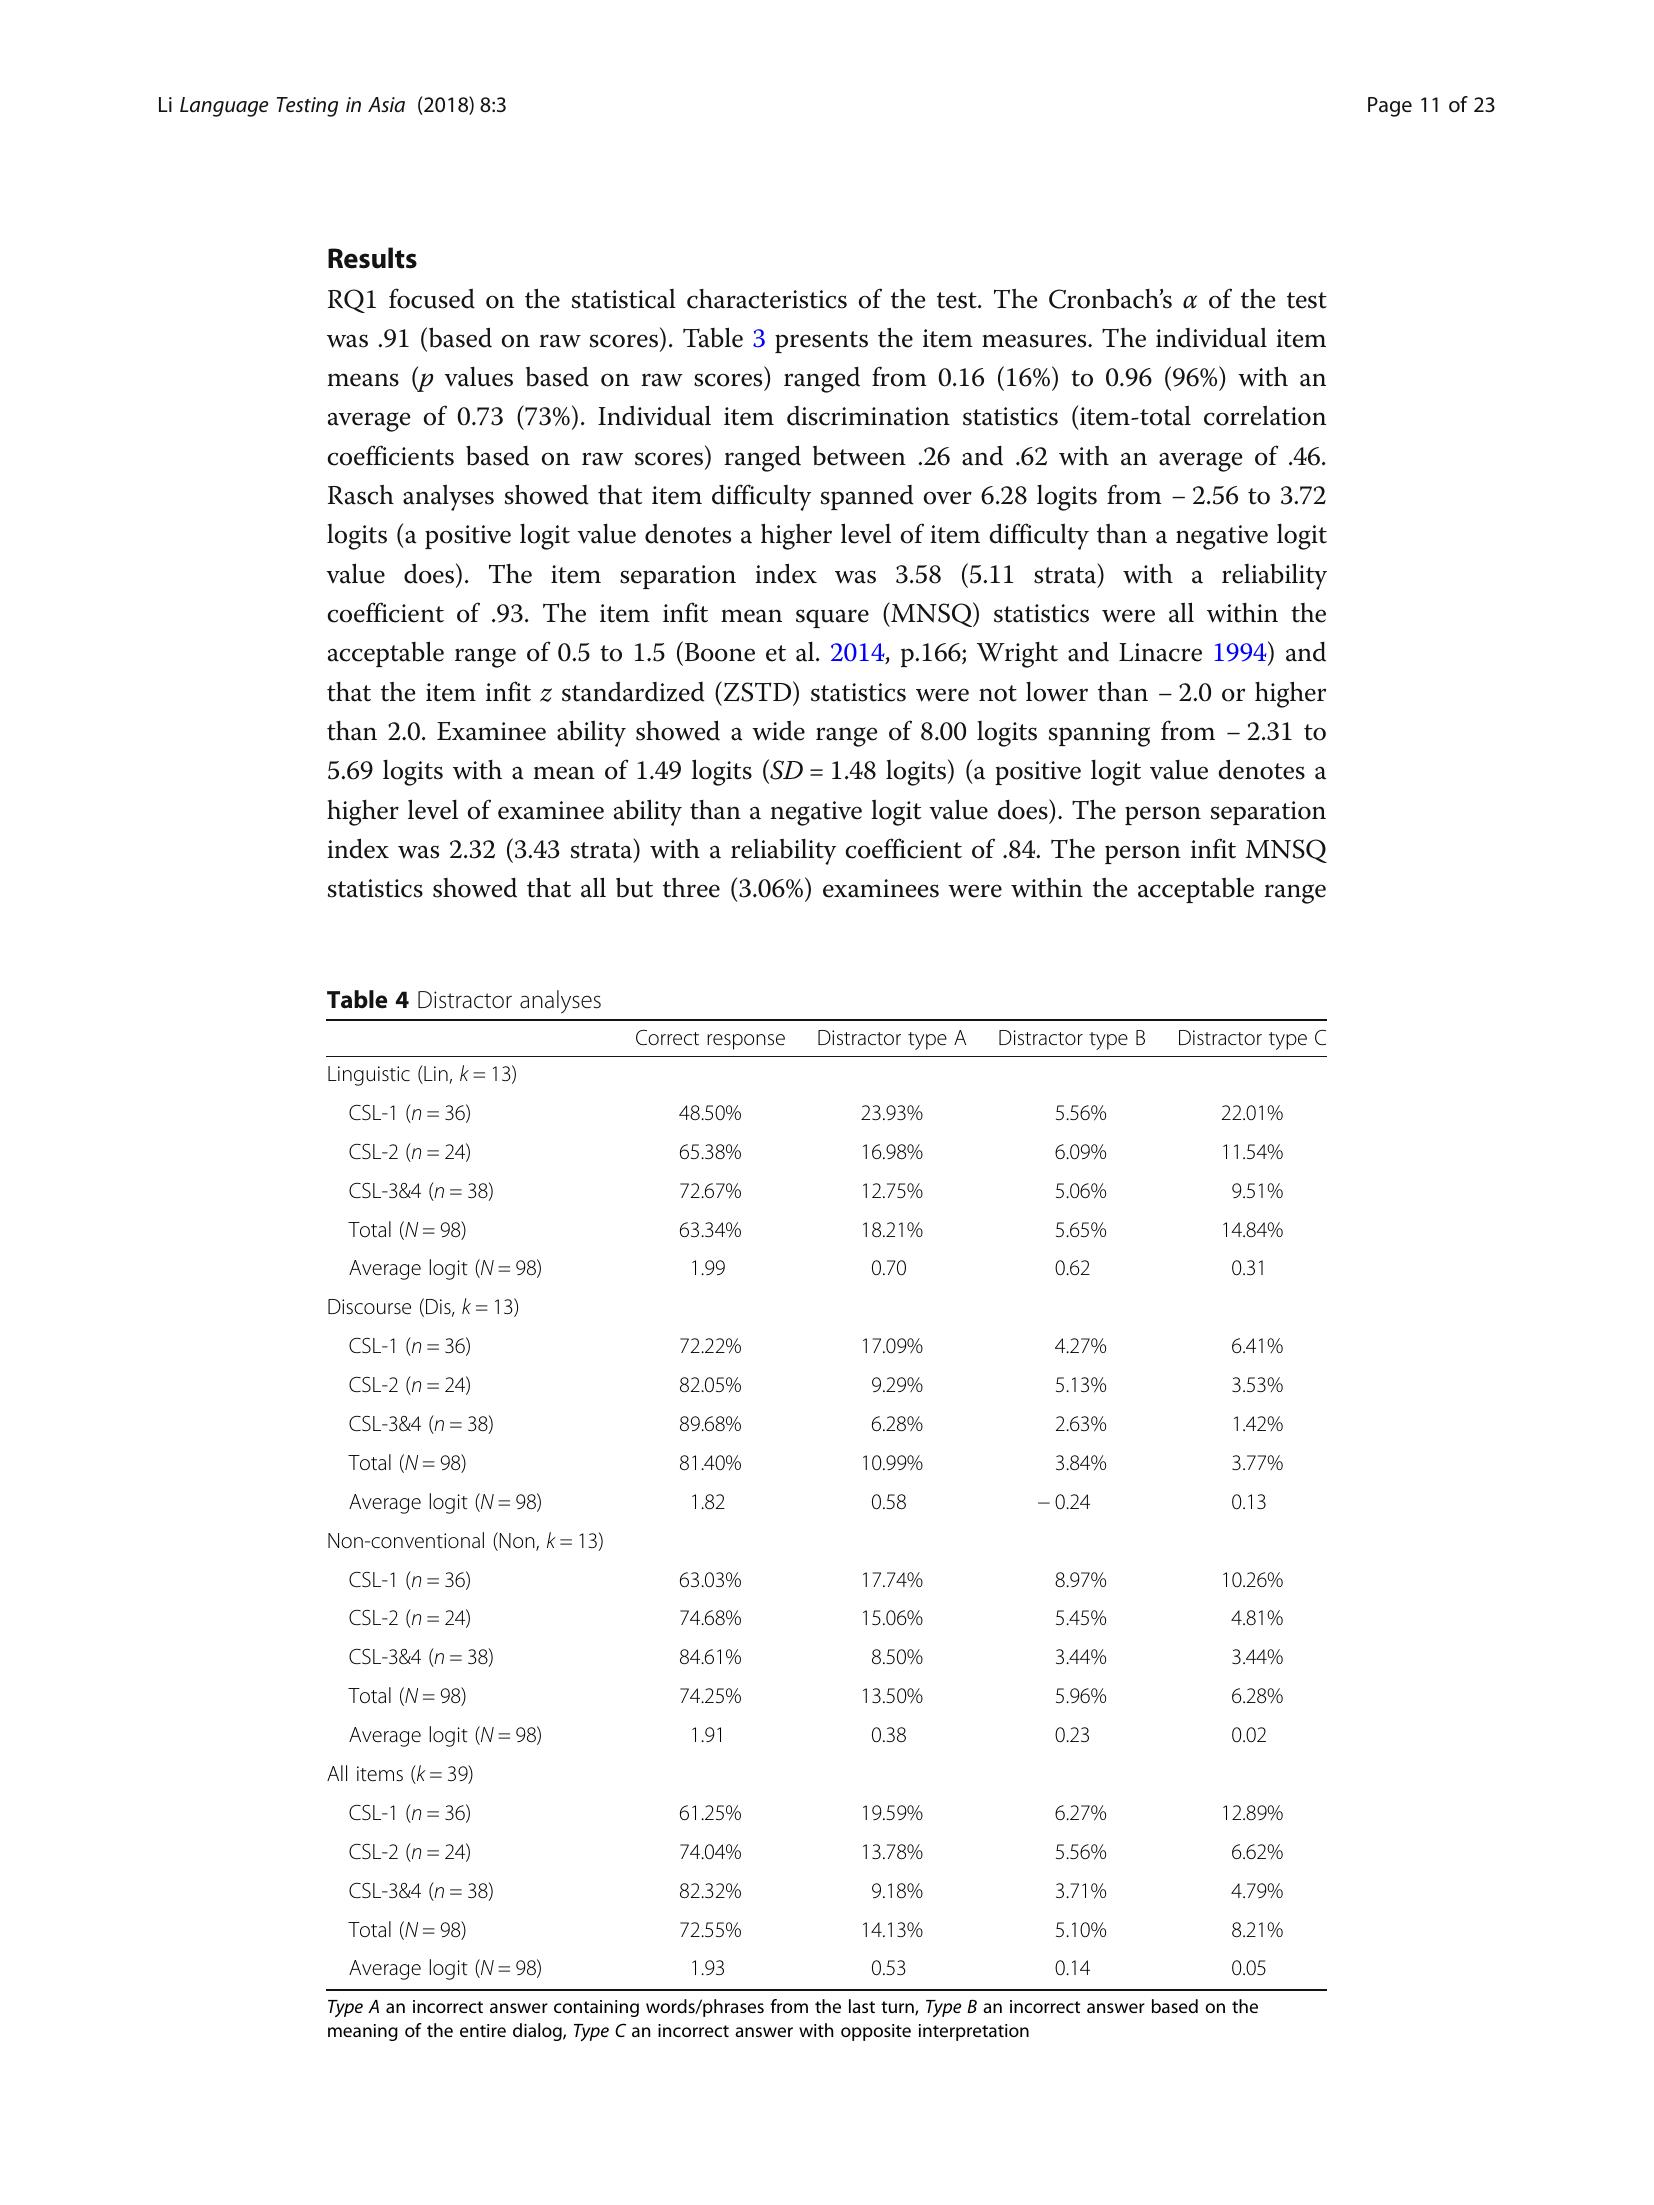 Li Language Testing in Asia (2018) 8:3 Page 11 of 23
Results
RQ1 focused on the statistical characteristics of the test. The Cronbach’s α of the test
was .91 (based on raw scores). Table 3 presents the item measures. The individual item
means (p values based on raw scores) ranged from 0.16 (16%) to 0.96 (96%) with an
average of 0.73 (73%). Individual item discrimination statistics (item-total correlation
coefficients based on raw scores) ranged between .26 and .62 with an average of .46.
Rasch analyses showed that item difficulty spanned over 6.28 logits from − 2.56 to 3.72
logits (a positive logit value denotes a higher level of item difficulty than a negative logit
value does). The item separation index was 3.58 (5.11 strata) with a reliability
coefficient of .93. The item infit mean square (MNSQ) statistics were all within the
acceptable range of 0.5 to 1.5 (Boone et al. 2014, p.166; Wright and Linacre 1994) and
that the item infit z standardized (ZSTD) statistics were not lower than − 2.0 or higher
than 2.0. Examinee ability showed a wide range of 8.00 logits spanning from − 2.31 to
5.69 logits with a mean of 1.49 logits (SD = 1.48 logits) (a positive logit value denotes a
higher level of examinee ability than a negative logit value does). The person separation
index was 2.32 (3.43 strata) with a reliability coefficient of .84. The person infit MNSQ
statistics showed that all but three (3.06%) examinees were within the acceptable range
Table 4 Distractor analyses
Correct response Distractor type A Distractor type B Distractor type C
Linguistic (Lin, k = 13)
CSL-1 (n = 36) 48.50% 23.93% 5.56% 22.01%
CSL-2 (n = 24) 65.38% 16.98% 6.09% 11.54%
CSL-3&4 (n = 38) 72.67% 12.75% 5.06% 9.51%
Total (N = 98) 63.34% 18.21% 5.65% 14.84%
Average logit (N = 98) 1.99 0.70 0.62 0.31
Discourse (Dis, k = 13)
CSL-1 (n = 36) 72.22% 17.09% 4.27% 6.41%
CSL-2 (n = 24) 82.05% 9.29% 5.13% 3.53%
CSL-3&4 (n = 38) 89.68% 6.28% 2.63% 1.42%
Total (N = 98) 81.40% 10.99% 3.84% 3.77%
Average logit (N = 98) 1.82 0.58 − 0.24 0.13
Non-conventional (Non, k = 13)
CSL-1 (n = 36) 63.03% 17.74% 8.97% 10.26%
CSL-2 (n = 24) 74.68% 15.06% 5.45% 4.81%
CSL-3&4 (n = 38) 84.61% 8.50% 3.44% 3.44%
Total (N = 98) 74.25% 13.50% 5.96% 6.28%
Average logit (N = 98) 1.91 0.38 0.23 0.02
All items (k = 39)
CSL-1 (n = 36) 61.25% 19.59% 6.27% 12.89%
CSL-2 (n = 24) 74.04% 13.78% 5.56% 6.62%
CSL-3&4 (n = 38) 82.32% 9.18% 3.71% 4.79%
Total (N = 98) 72.55% 14.13% 5.10% 8.21%
Average logit (N = 98) 1.93 0.53 0.14 0.05
Type A an incorrect answer containing words/phrases from the last turn, Type B an incorrect answer based on the
meaning of the entire dialog, Type C an incorrect answer with opposite interpretation